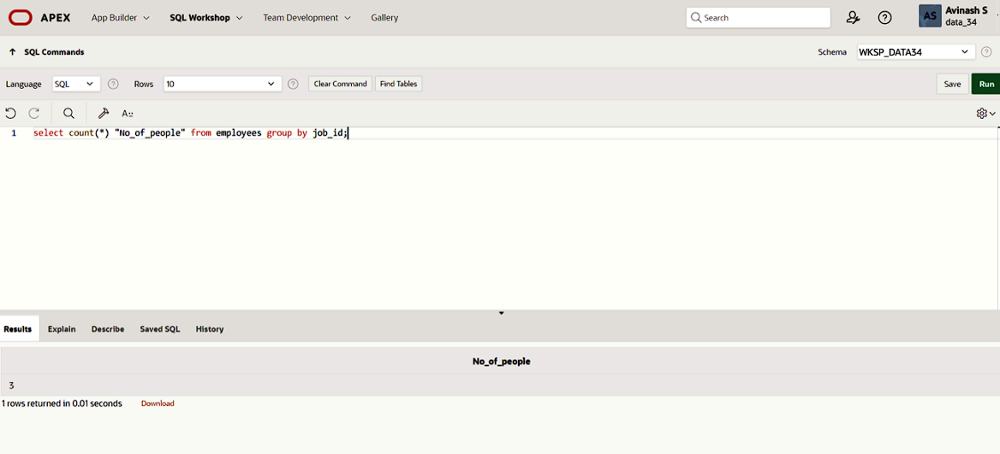 APEX App Builder SQL Workshop Team Development Gallery Search AS Avinash S
data_34
SQL Commands Schema WKSP_DATA34
Language SQL Rows 10 Clear Command Find Tables Save Run
1 select count(*) "No_of_people" from employees group by job_id;
Results Explain Describe Saved SQL History
No_of_people
3
1 rows returned in 0.01 seconds Download